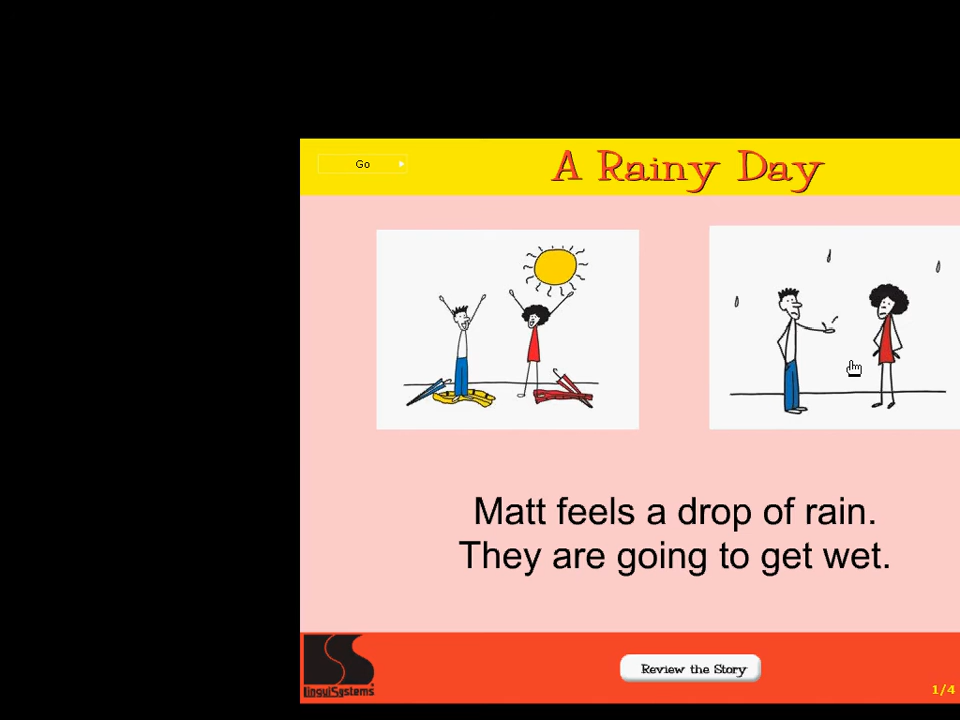 Go
A Rainy Day
Matt feels a drop of rain.
They are going to get wet.
LinguiSystems
Review the Story
1/4